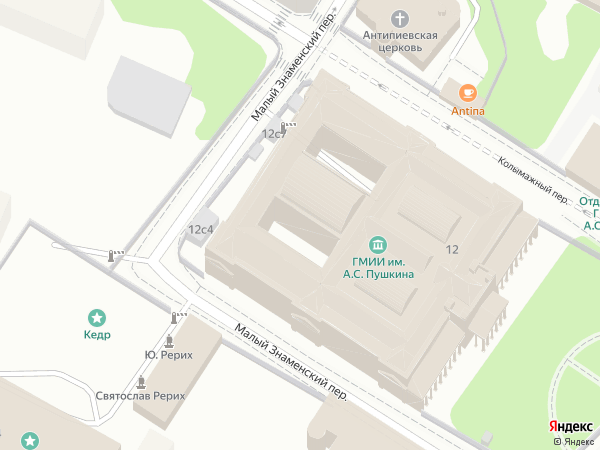 Малый Знаменский пер.
Антипиевская
церковь
Antina
Колымажный пер.
12с7
12с4
12
ГМИИ им.
А.С. Пушкина
Отд
Г
А.С
Кедр
Ю. Рерих
Святослав Рерих
Малый Знаменский пер.
Яндекс
© Яндекс